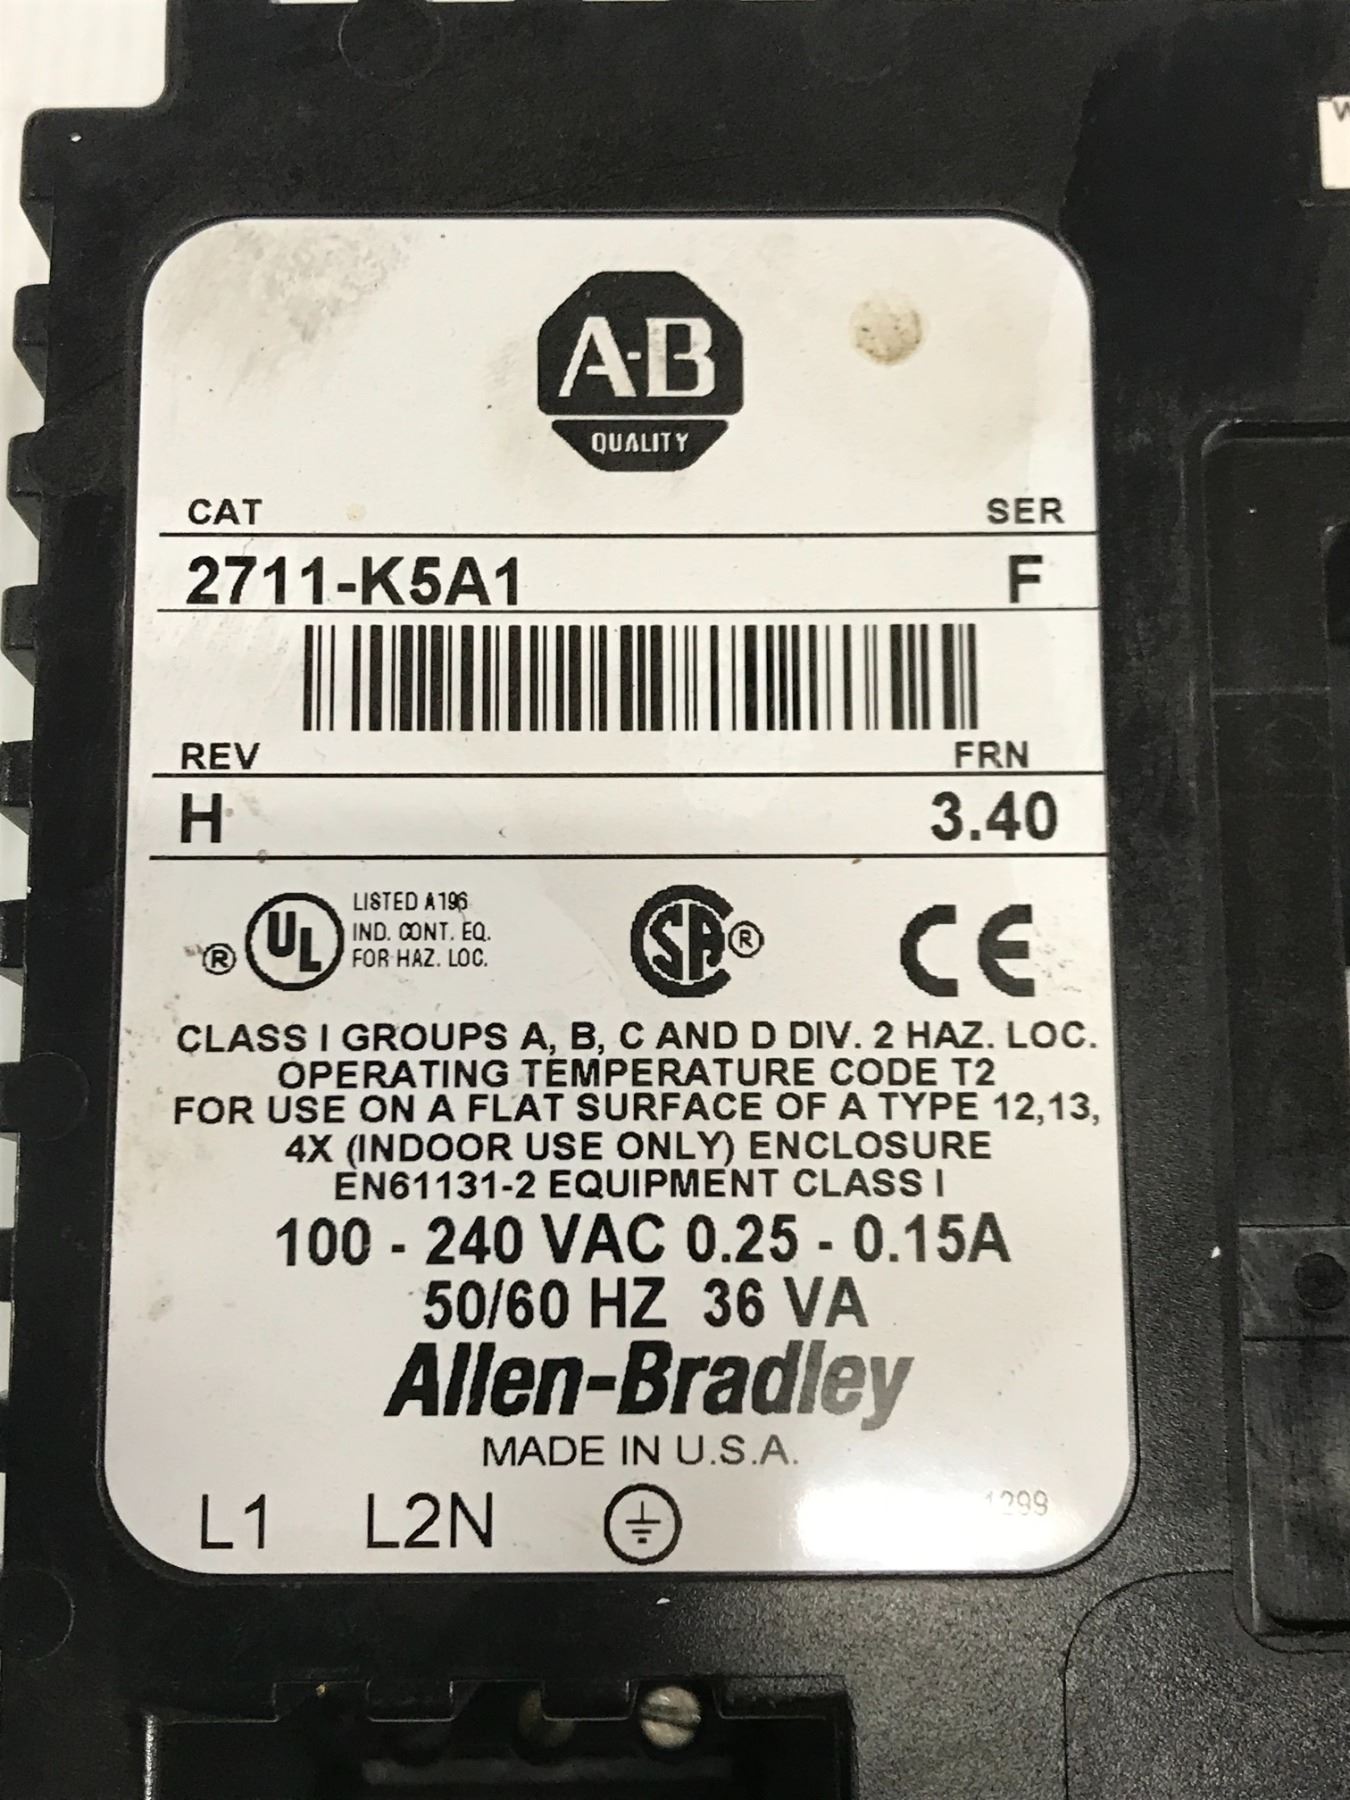 A-B
QUALITY
CAT SER
2711-K5A1 F
REV FRN
H 3.40
® UL LISTED A196
IND. CONT. EQ.
FOR HAZ. LOC.
SA ® CE
CLASS I GROUPS A, B, C AND D DIV. 2 HAZ. LOC.
OPERATING TEMPERATURE CODE T2
FOR USE ON A FLAT SURFACE OF A TYPE 12,13,
4X (INDOOR USE ONLY) ENCLOSURE
EN61131-2 EQUIPMENT CLASS I
100 - 240 VAC 0.25 - 0.15A
50/60 HZ 36 VA
Allen-Bradley
MADE IN U.S.A.
1299
L1 L2N